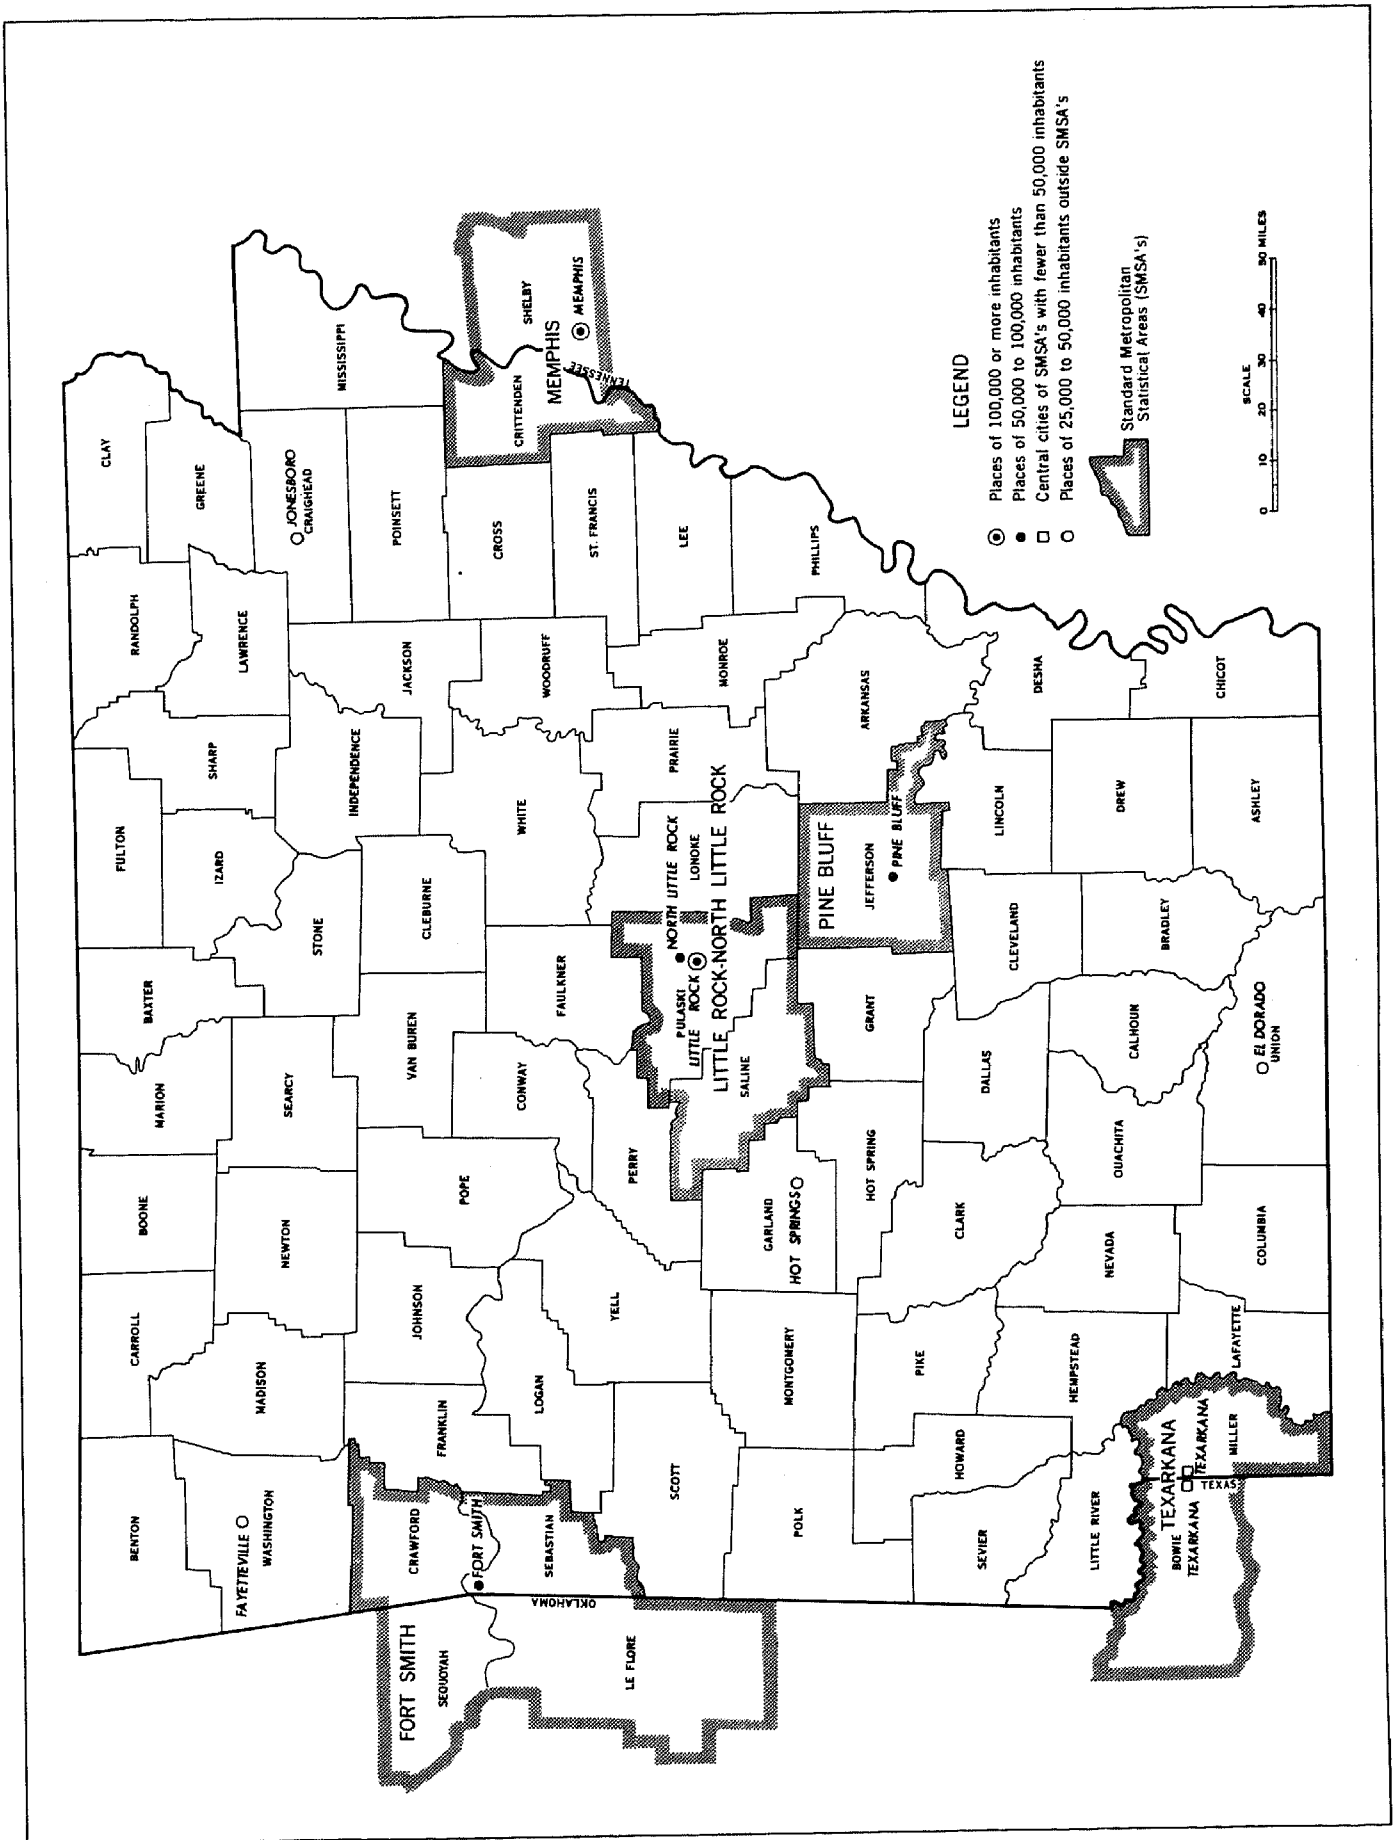 CLAY
RANDOLPH
FULTON
BAXTER
MARION
BOONE
CARROLL
BENTON
GREENE
LAWRENCE
SHARP
IZARD
MISSISSIPPI
JONESBORO
CRAIGHEAD
INDEPENDENCE
STONE
SEARCY
NEWTON
MADISON
FAYETTEVILLE
WASHINGTON
POINSETT
JACKSON
CLEBURNE
VAN BUREN
POPE
JOHNSON
FRANKLIN
CRAWFORD
FORT SMITH
SEQUOYAH
FORT SMITH
CRITTENDEN
SHELBY
MEMPHIS
MEMPHIS
TENNESSEE
CROSS
WOODRUFF
WHITE
FAULKNER
CONWAY
LOGAN
SEBASTIAN
OKLAHOMA
LE FLORE
ST. FRANCIS
LEE
MONROE
PRAIRIE
LONOKE
NORTH LITTLE ROCK
PULASKI
LITTLE ROCK
LITTLE ROCK-NORTH LITTLE ROCK
SALINE
PERRY
YELL
SCOTT
PHILLIPS
ARKANSAS
PINE BLUFF
JEFFERSON
PINE BLUFF
GRANT
HOT SPRING
GARLAND
HOT SPRINGS
MONTGOMERY
POLK
DESHA
LINCOLN
CLEVELAND
DALLAS
CLARK
PIKE
HOWARD
SEVIER
CHICOT
DREW
BRADLEY
CALHOUN
OUACHITA
NEVADA
HEMPSTEAD
LITTLE RIVER
ASHLEY
EL DORADO
UNION
COLUMBIA
LAFAYETTE
TEXARKANA
MILLER
TEXARKANA
TEXAS
BOWIE
TEXARKANA
LEGEND
Places of 100,000 or more inhabitants
Places of 50,000 to 100,000 inhabitants
Central cities of SMSA's with fewer than 50,000 inhabitants
Places of 25,000 to 50,000 inhabitants outside SMSA's
Standard Metropolitan
Statistical Areas (SMSA's)
SCALE
0 10 20 30 40 50 MILES